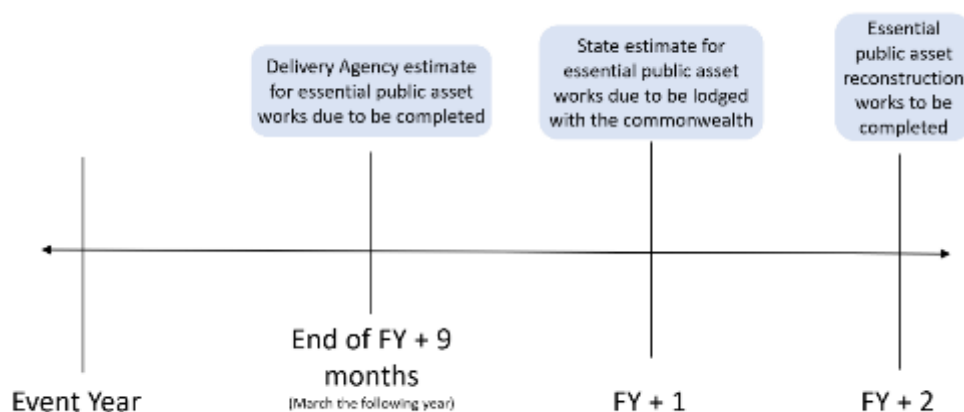 Delivery Agency estimate
for essential public asset
works due to be completed
State estimate for
essential public asset
works due to be lodged
with the commonwealth
Essential
public asset
reconstruction
works to be
completed
Event Year
End of FY + 9
months
(March the following year)
FY + 1
FY + 2